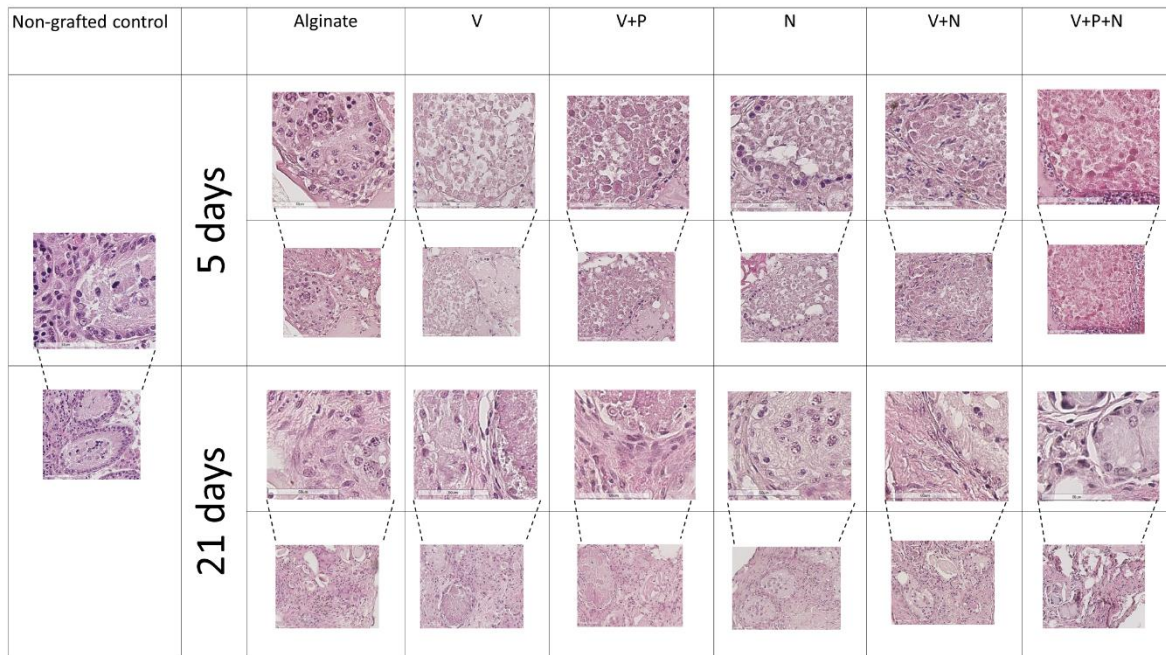 Non-grafted control
Alginate
V
V+P
N
V+N
V+P+N
5 days
21 days